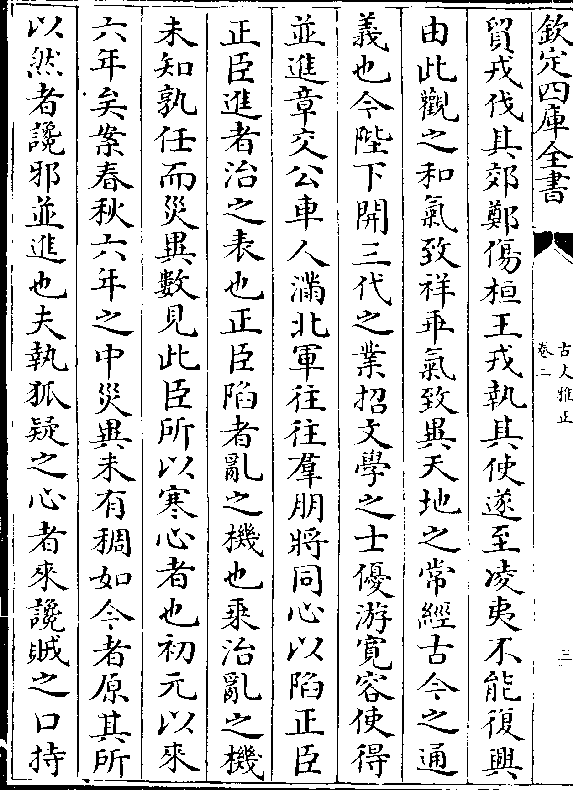 欽定四庫全書
古文雅正
卷二
三
貿戎伐其郊鄭傷桓王戎執其使遂至凌夷不能復興
由此觀之和氣致祥乖氣致異天地之常經古今之通
義也今陛下開三代之業招文學之士優游寛容使得
並進章交公車人滿北軍往往羣朋將同心以陷正臣
正臣進者治之表也正臣陷者亂之機也乗治亂之機
未知孰任而災異數見此臣所以寒心者也初元以來
六年矣案春秋六年之中災異未有稠如今者原其所
以然者讒邪並進也夫執狐疑之心者來讒賊之口持